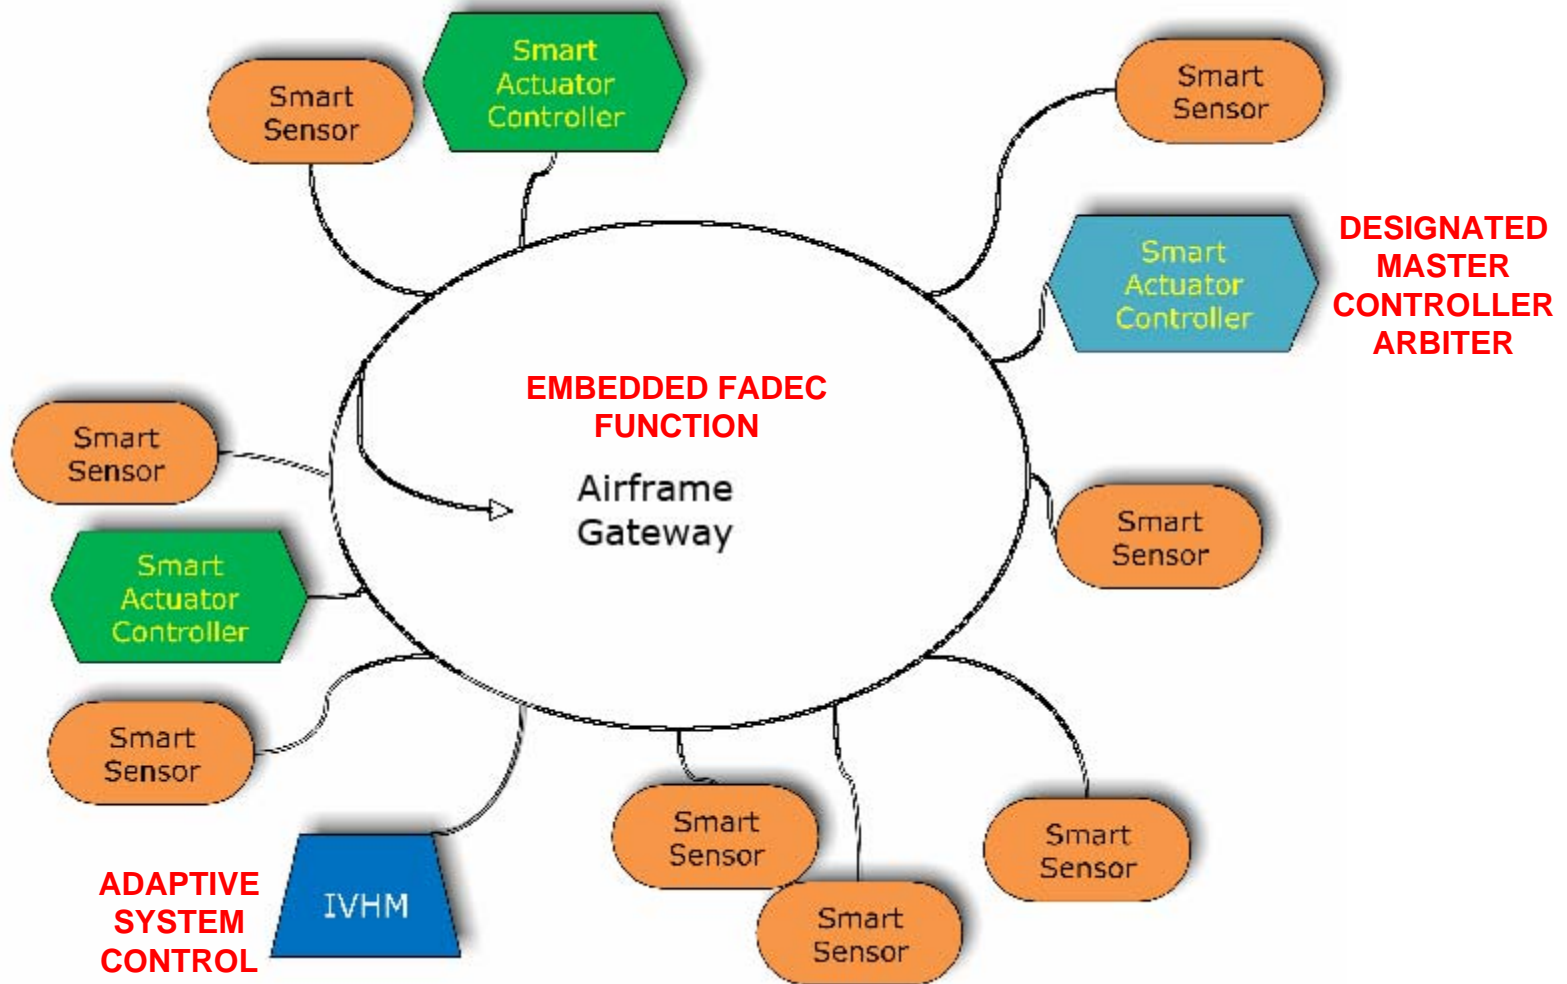 Smart
Actuator
Controller
Smart
Sensor
Smart
Sensor
Smart
Actuator
Controller
DESIGNATED
MASTER
CONTROLLER
ARBITER
EMBEDDED FADEC
FUNCTION
Airframe
Gateway
Smart
Sensor
Smart
Sensor
Smart
Actuator
Controller
Smart
Sensor
Smart
Sensor
Smart
Sensor
Smart
Sensor
ADAPTIVE
SYSTEM
CONTROL
IVHM